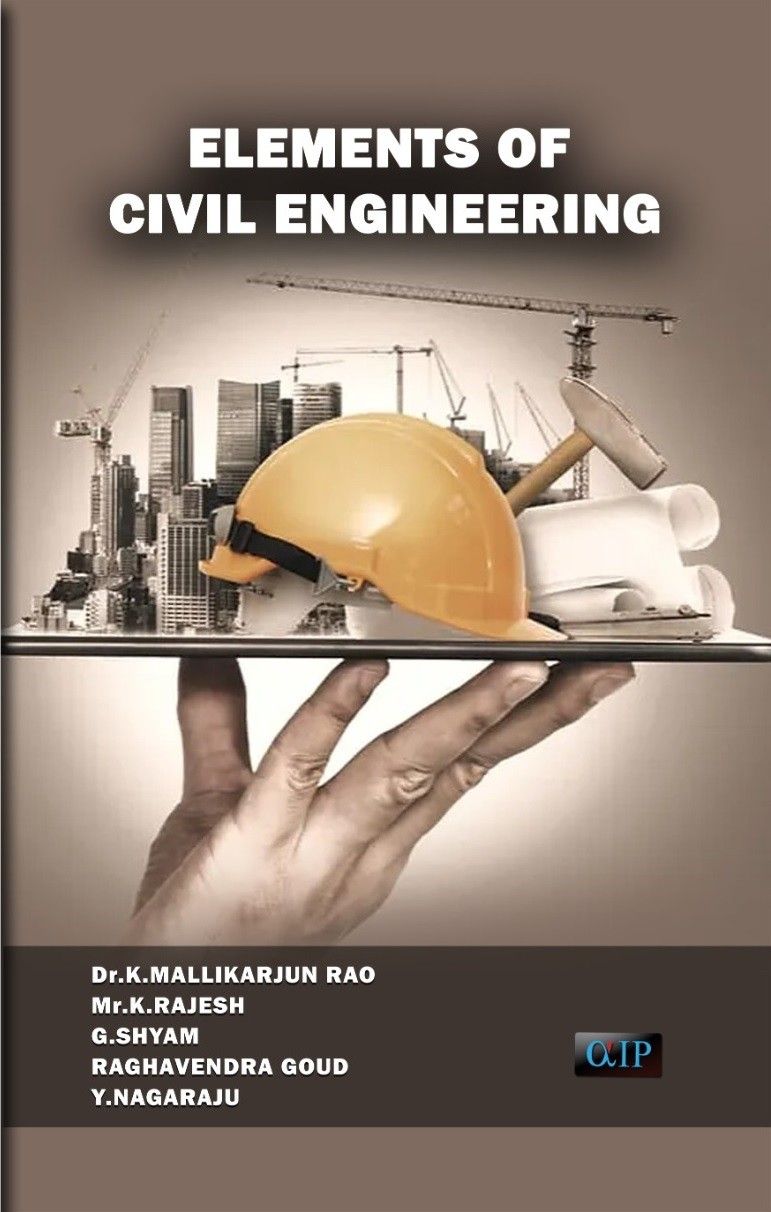 ELEMENTS OF
CIVIL ENGINEERING
Dr.K.MALLIKARJUN RAO
Mr.K.RAJESH
G.SHYAM
RAGHAVENDRA GOUD
Y.NAGARAJU
αIP